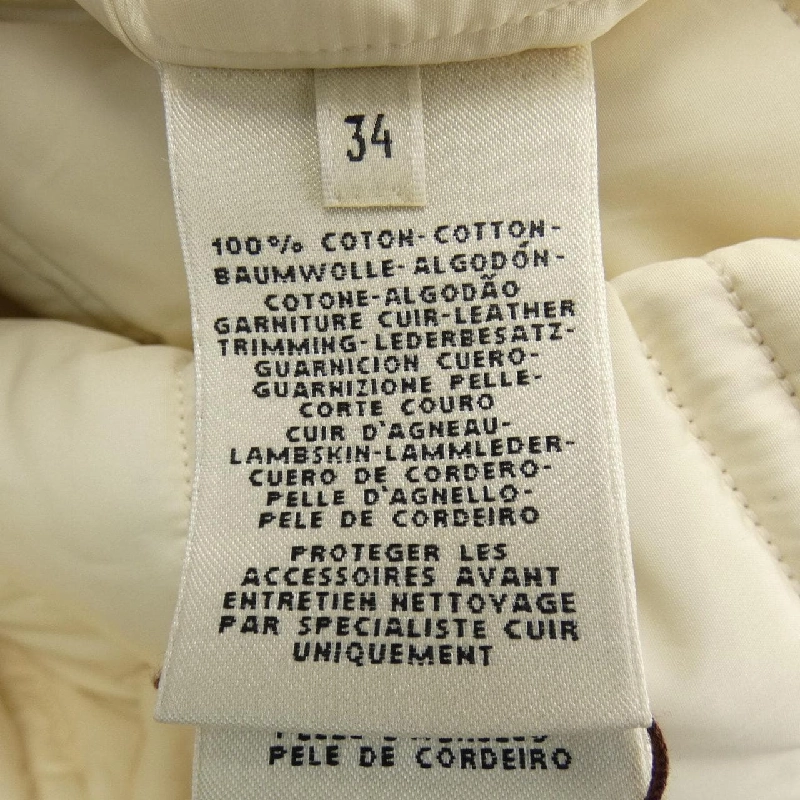 34
100% COTON-COTTON-
BAUMWOLLE-ALGODÓN-
COTONE-ALGODÃO
GARNITURE CUIR-LEATHER
TRIMMING-LEDERBESATZ-
GUARNICION CUERO-
GUARNIZIONE PELLE-
CORTE COURO
CUIR D'AGNEAU-
LAMBSKIN-LAMMLEDER-
CUERO DE CORDERO-
PELLE D'AGNELLO-
PELE DE CORDEIRO
PROTEGER LES
ACCESSOIRES AVANT
ENTRETIEN NETTOYAGE
PAR SPECIALISTE CUIR
UNIQUEMENT
PELE DE CORDEIRO